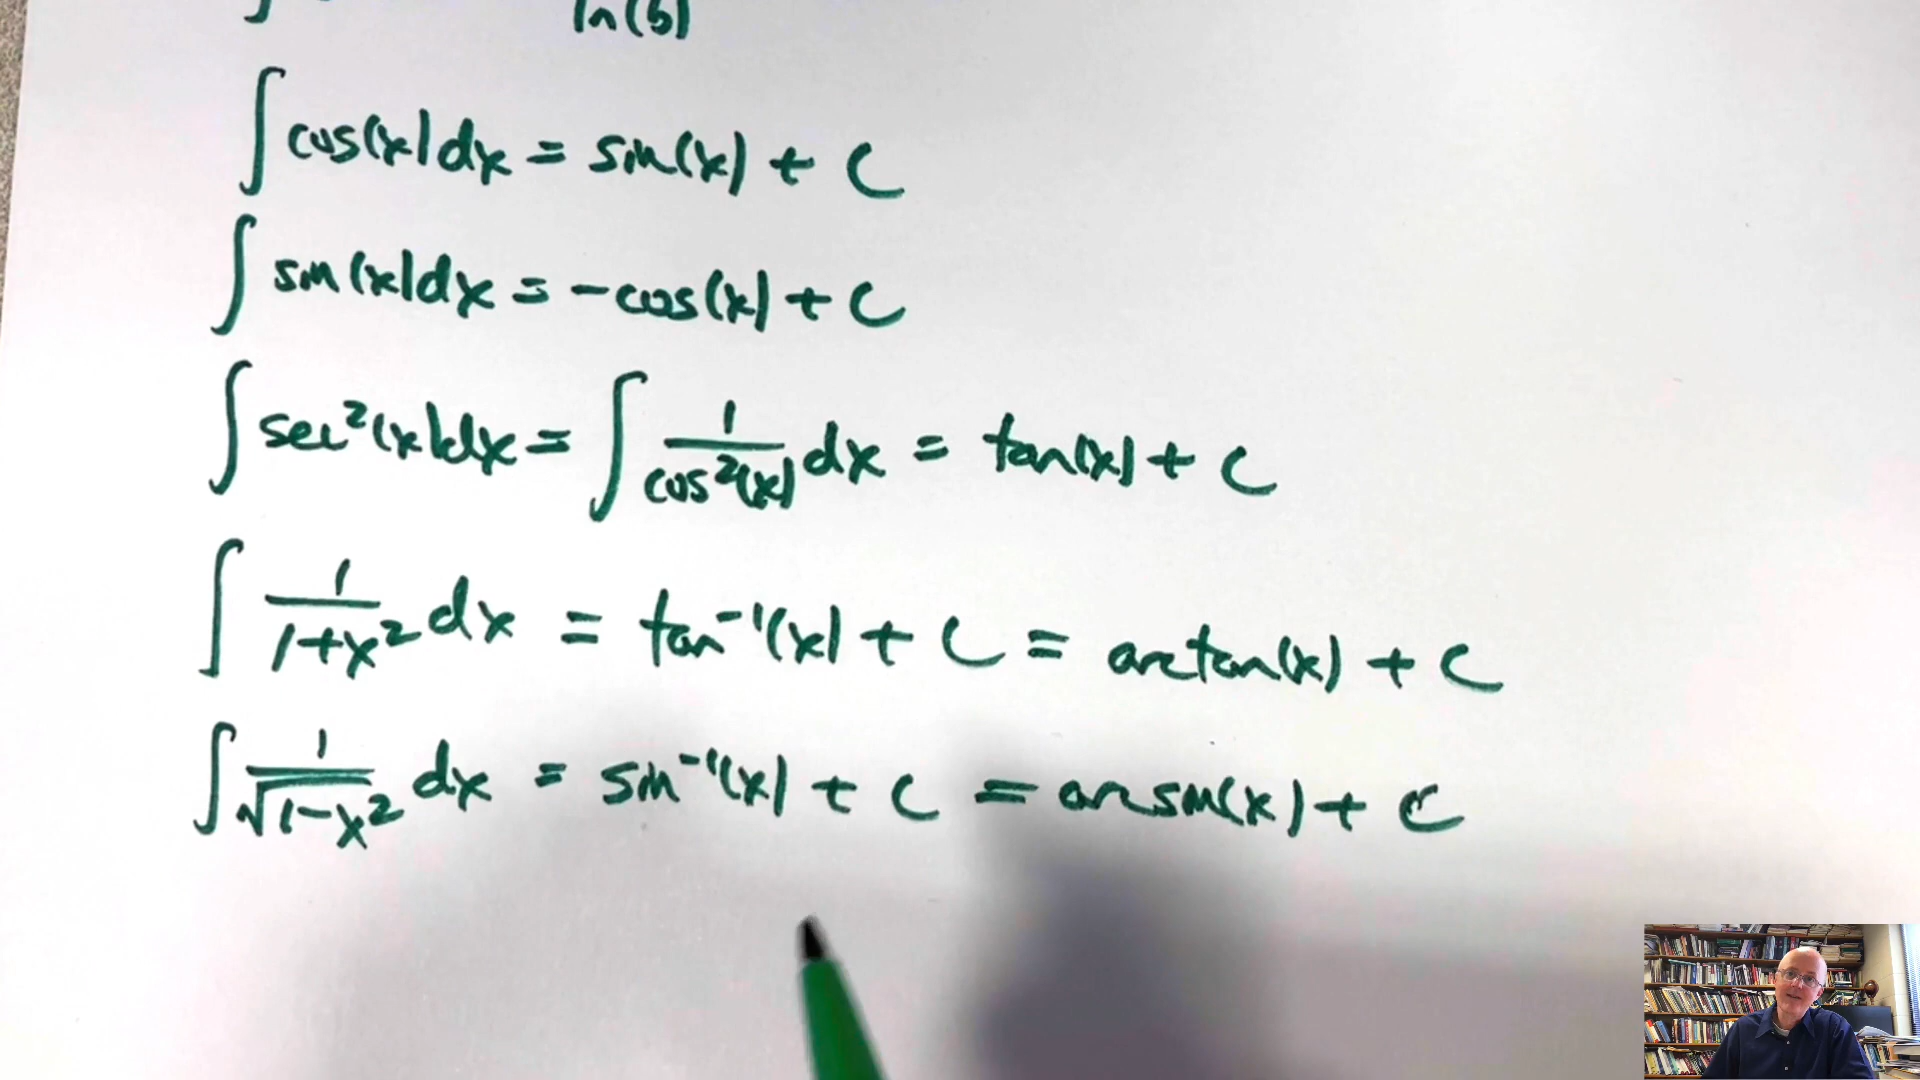 ∫ ln(b)
∫ cos(x)dx = sin(x) + C
∫ sin(x)dx = -cos(x) + C
∫ sec²(x)dx = ∫ 1/cos²(x) dx = tan(x) + C
∫ 1/(1+x²) dx = tan⁻¹(x) + C = arctan(x) + C
∫ 1/√(1-x²) dx = sin⁻¹(x) + C = arcsin(x) + C